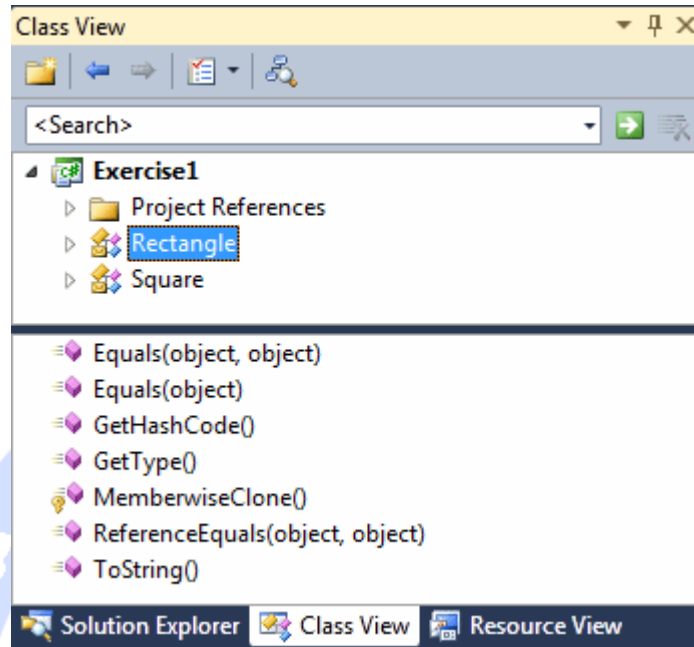 Class View
<Search>
C# Exercise1
Project References
Rectangle
Square
Equals(object, object)
Equals(object)
GetHashCode()
GetType()
MemberwiseClone()
ReferenceEquals(object, object)
ToString()
Solution Explorer Class View Resource View